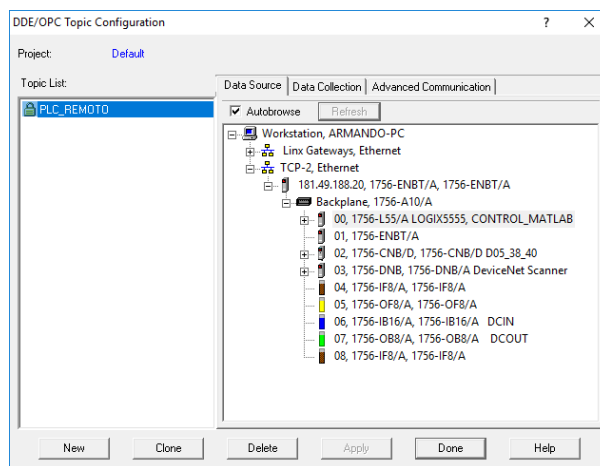 DDE/OPC Topic Configuration
? ×
Project: Default
Topic List:
PLC_REMOTO
Data Source Data Collection Advanced Communication
Autobrowse Refresh
Workstation, ARMANDO-PC
Linx Gateways, Ethernet
TCP-2, Ethernet
181.49.188.20, 1756-ENBT/A, 1756-ENBT/A
Backplane, 1756-A10/A
00, 1756-L55/A LOGIX5555, CONTROL_MATLAB
01, 1756-ENBT/A
02, 1756-CNB/D, 1756-CNB/D D05_38_40
03, 1756-DNB, 1756-DNB/A DeviceNet Scanner
04, 1756-IF8/A, 1756-IF8/A
05, 1756-OF8/A, 1756-OF8/A
06, 1756-IB16/A, 1756-IB16/A DCIN
07, 1756-OB8/A, 1756-OB8/A DCOUT
08, 1756-IF8/A, 1756-IF8/A
New Clone Delete Apply Done Help